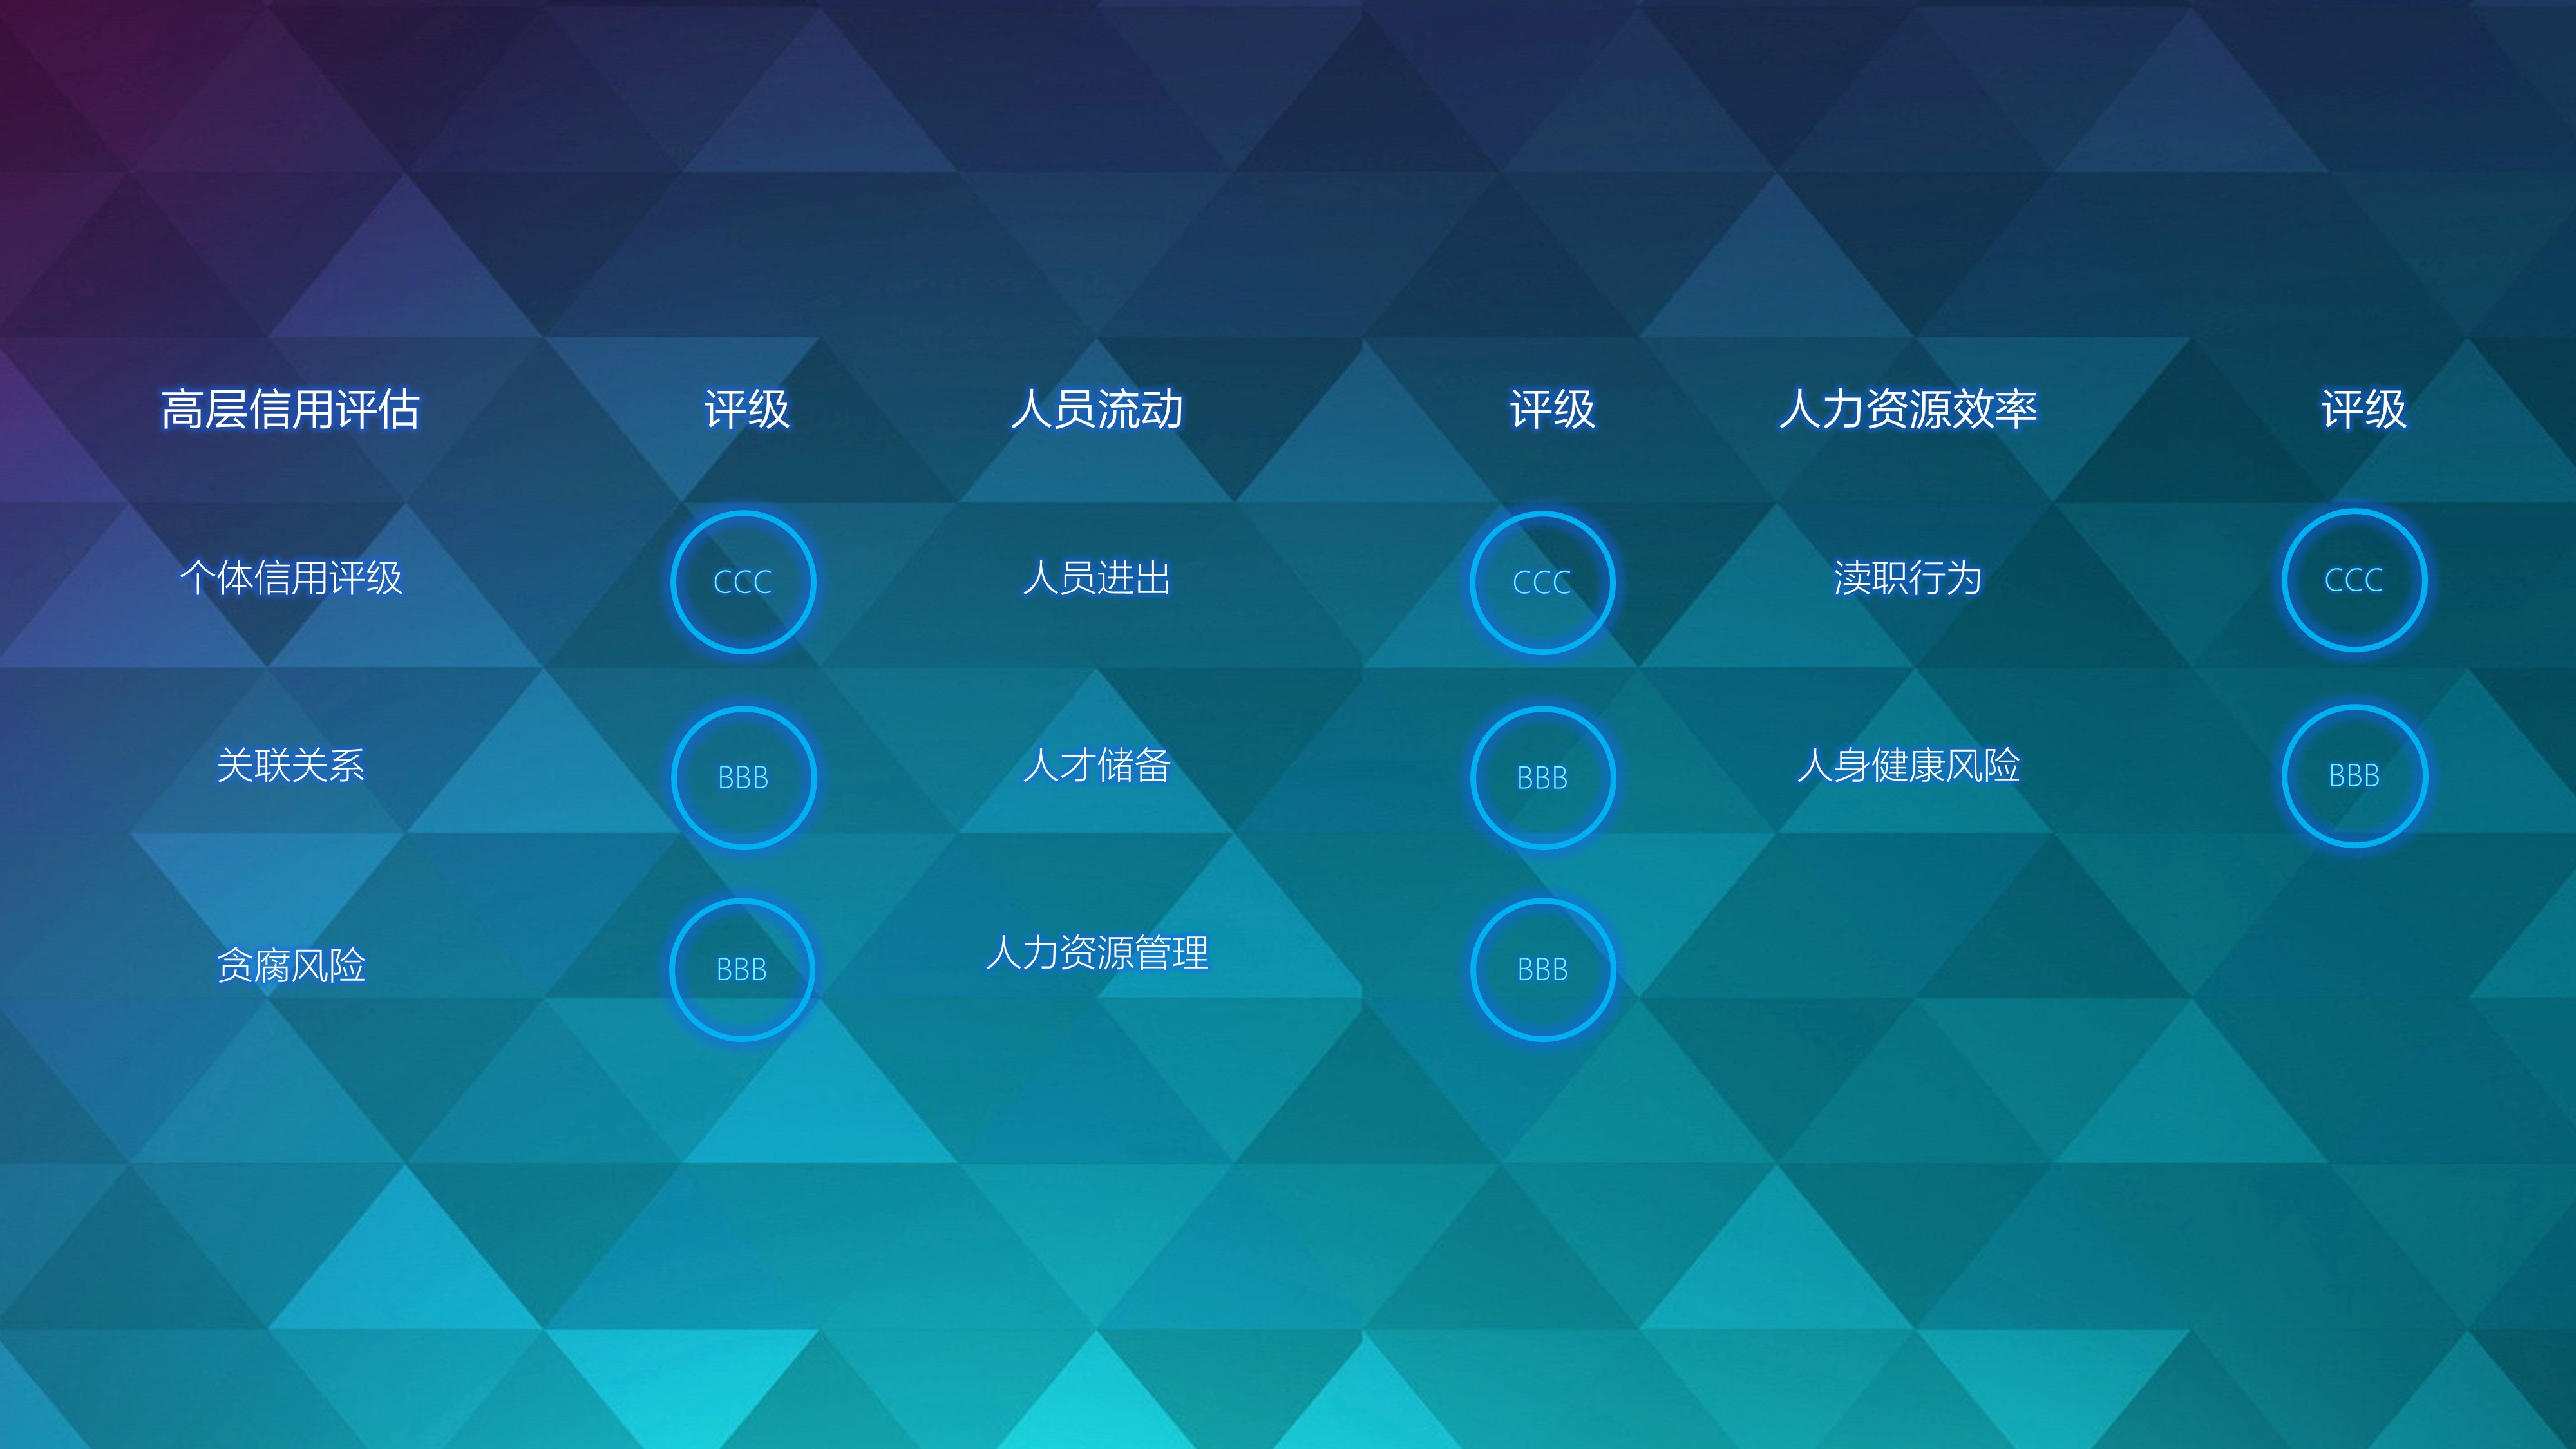 高层信用评估 评级 人员流动 评级 人力资源效率 评级
个体信用评级 CCC 人员进出 CCC 渎职行为 CCC
关联关系 BBB 人才储备 BBB 人身健康风险 BBB
贪腐风险 BBB 人力资源管理 BBB